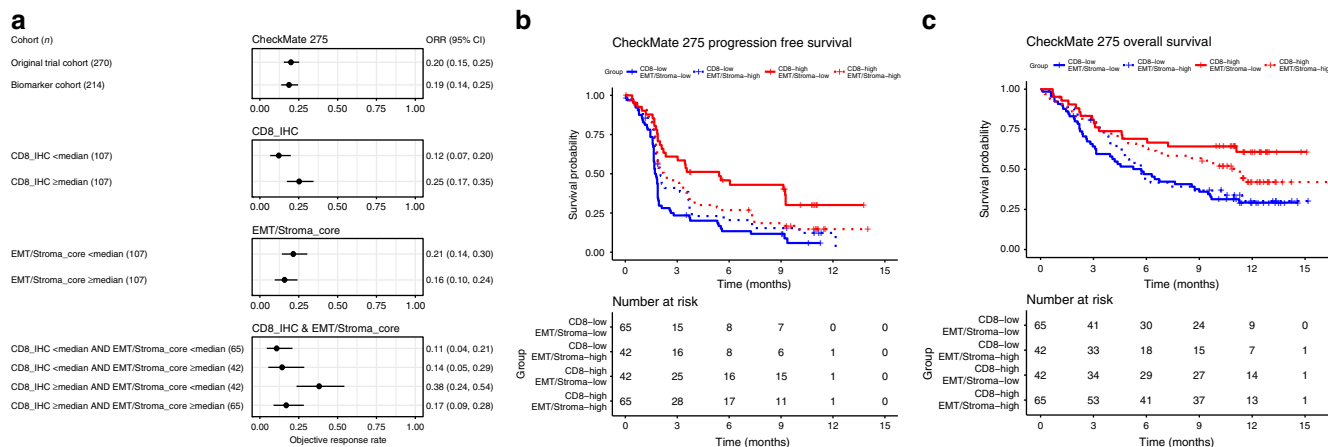 a
Cohort (n)
CheckMate 275
ORR (95% CI)
Original trial cohort (270)
0.20 (0.15, 0.25)
Biomarker cohort (214)
0.19 (0.14, 0.25)
0.00 0.25 0.50 0.75 1.00
CD8_IHC
CD8_IHC <median (107)
0.12 (0.07, 0.20)
CD8_IHC ≥median (107)
0.25 (0.17, 0.35)
0.00 0.25 0.50 0.75 1.00
EMT/Stroma_core
EMT/Stroma_core <median (107)
0.21 (0.14, 0.30)
EMT/Stroma_core ≥median (107)
0.16 (0.10, 0.24)
0.00 0.25 0.50 0.75 1.00
CD8_IHC & EMT/Stroma_core
CD8_IHC <median AND EMT/Stroma_core <median (65)
0.11 (0.04, 0.21)
CD8_IHC <median AND EMT/Stroma_core ≥median (42)
0.14 (0.05, 0.29)
CD8_IHC ≥median AND EMT/Stroma_core <median (42)
0.38 (0.24, 0.54)
CD8_IHC ≥median AND EMT/Stroma_core ≥median (65)
0.17 (0.09, 0.28)
0.00 0.25 0.50 0.75 1.00
Objective response rate
b
CheckMate 275 progression free survival
Group
CD8–low
EMT/Stroma–low
CD8–low
EMT/Stroma–high
CD8–high
EMT/Stroma–low
CD8–high
EMT/Stroma–high
Survival probability
1.00
0.75
0.50
0.25
0.00
0 3 6 9 12 15
Time (months)
Number at risk
Group
CD8–low
EMT/Stroma–low
65 15 8 7 0 0
CD8–low
EMT/Stroma–high
42 16 8 6 1 0
CD8–high
EMT/Stroma–low
42 25 16 15 1 0
CD8–high
EMT/Stroma–high
65 28 17 11 1 0
0 3 6 9 12 15
Time (months)
c
CheckMate 275 overall survival
Group
CD8–low
EMT/Stroma–low
CD8–low
EMT/Stroma–high
CD8–high
EMT/Stroma–low
CD8–high
EMT/Stroma–high
Survival probability
1.00
0.75
0.50
0.25
0.00
0 3 6 9 12 15
Time (months)
Number at risk
Group
CD8–low
EMT/Stroma–low
65 41 30 24 9 0
CD8–low
EMT/Stroma–high
42 33 18 15 7 1
CD8–high
EMT/Stroma–low
42 34 29 27 14 1
CD8–high
EMT/Stroma–high
65 53 41 37 13 1
0 3 6 9 12 15
Time (months)